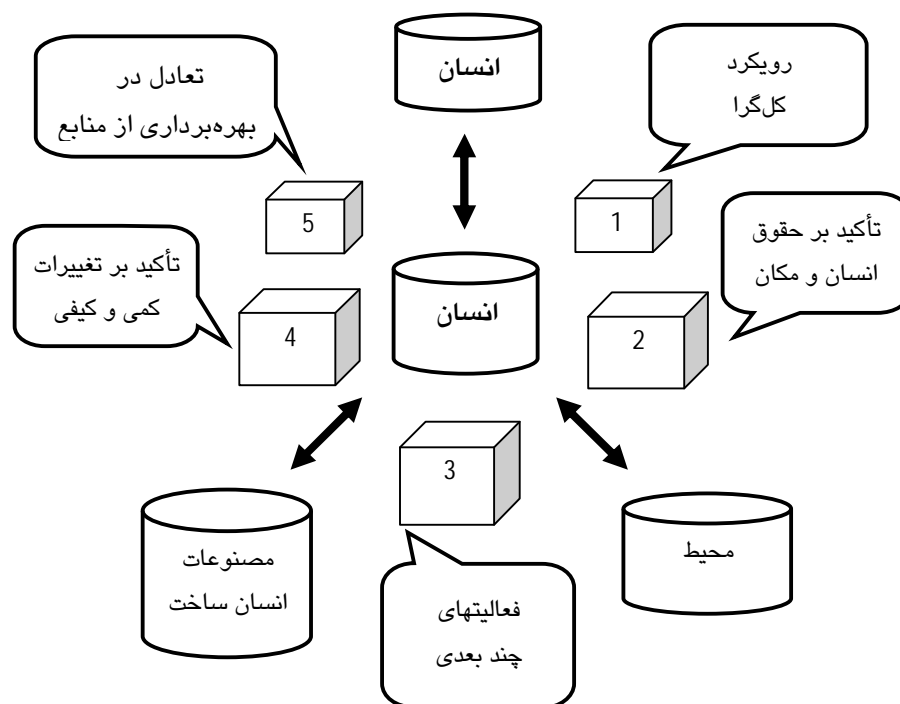 انسان
رویکرد
کل‌گرا
تعادل در
بهره‌برداری از منابع
1
5
تأکید بر حقوق
انسان و مکان
تأکید بر تغییرات
کمی و کیفی
انسان
2
4
3
محیط
مصنوعات
انسان ساخت
فعالیتهای
چند بعدی